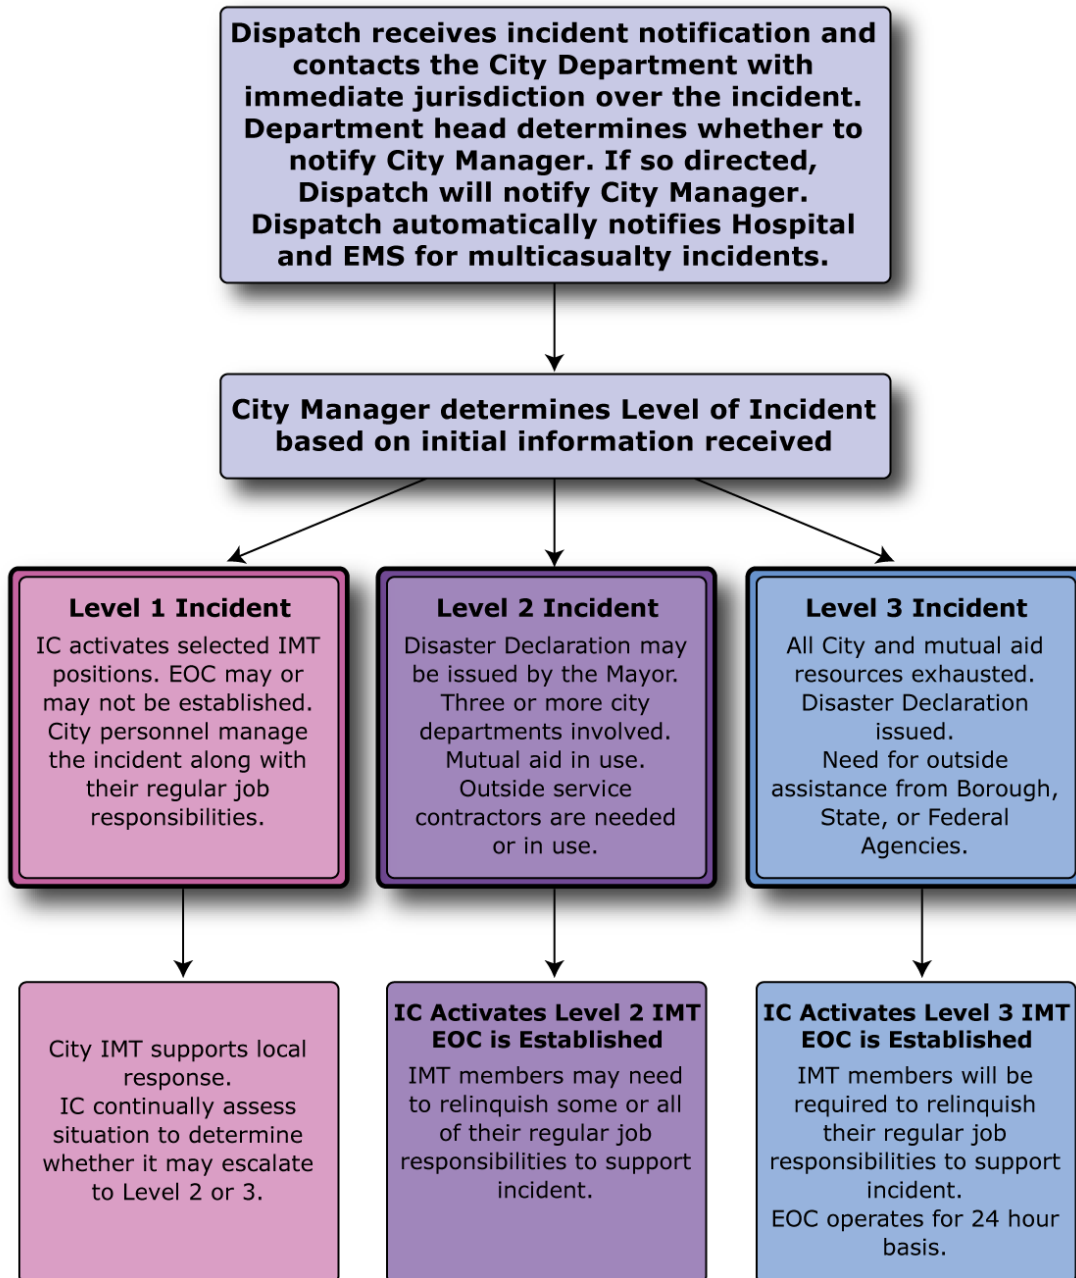 Dispatch receives incident notification and
contacts the City Department with
immediate jurisdiction over the incident.
Department head determines whether to
notify City Manager. If so directed,
Dispatch will notify City Manager.
Dispatch automatically notifies Hospital
and EMS for multicasualty incidents.
City Manager determines Level of Incident
based on initial information received
Level 1 Incident
IC activates selected IMT
positions. EOC may or
may not be established.
City personnel manage
the incident along with
their regular job
responsibilities.
Level 2 Incident
Disaster Declaration may
be issued by the Mayor.
Three or more city
departments involved.
Mutual aid in use.
Outside service
contractors are needed
or in use.
Level 3 Incident
All City and mutual aid
resources exhausted.
Disaster Declaration
issued.
Need for outside
assistance from Borough,
State, or Federal
Agencies.
City IMT supports local
response.
IC continually assess
situation to determine
whether it may escalate
to Level 2 or 3.
IC Activates Level 2 IMT
EOC is Established
IMT members may need
to relinquish some or all
of their regular job
responsibilities to support
incident.
IC Activates Level 3 IMT
EOC is Established
IMT members will be
required to relinquish
their regular job
responsibilities to support
incident.
EOC operates for 24 hour
basis.